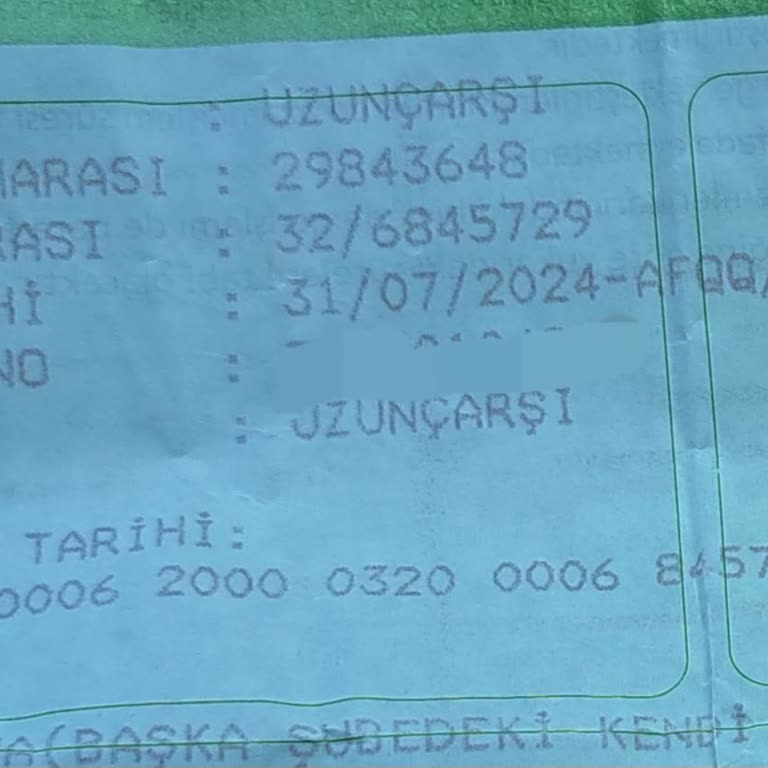 : UZUNÇARŞI
MARASI : 29843648
RASI : 32/6845729
Hİ : 31/07/2024-AFQQ
NO :
: UZUNÇARŞI
TARİHİ:
0006 2000 0320 0006 8457
A(BAŞKA ŞUBEDEKİ KENDİ